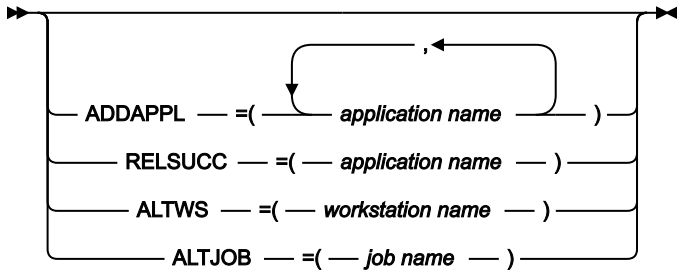 ,
ADDAPPL =( application name )
RELSUCC =( application name )
ALTWS =( workstation name )
ALTJOB =( job name )